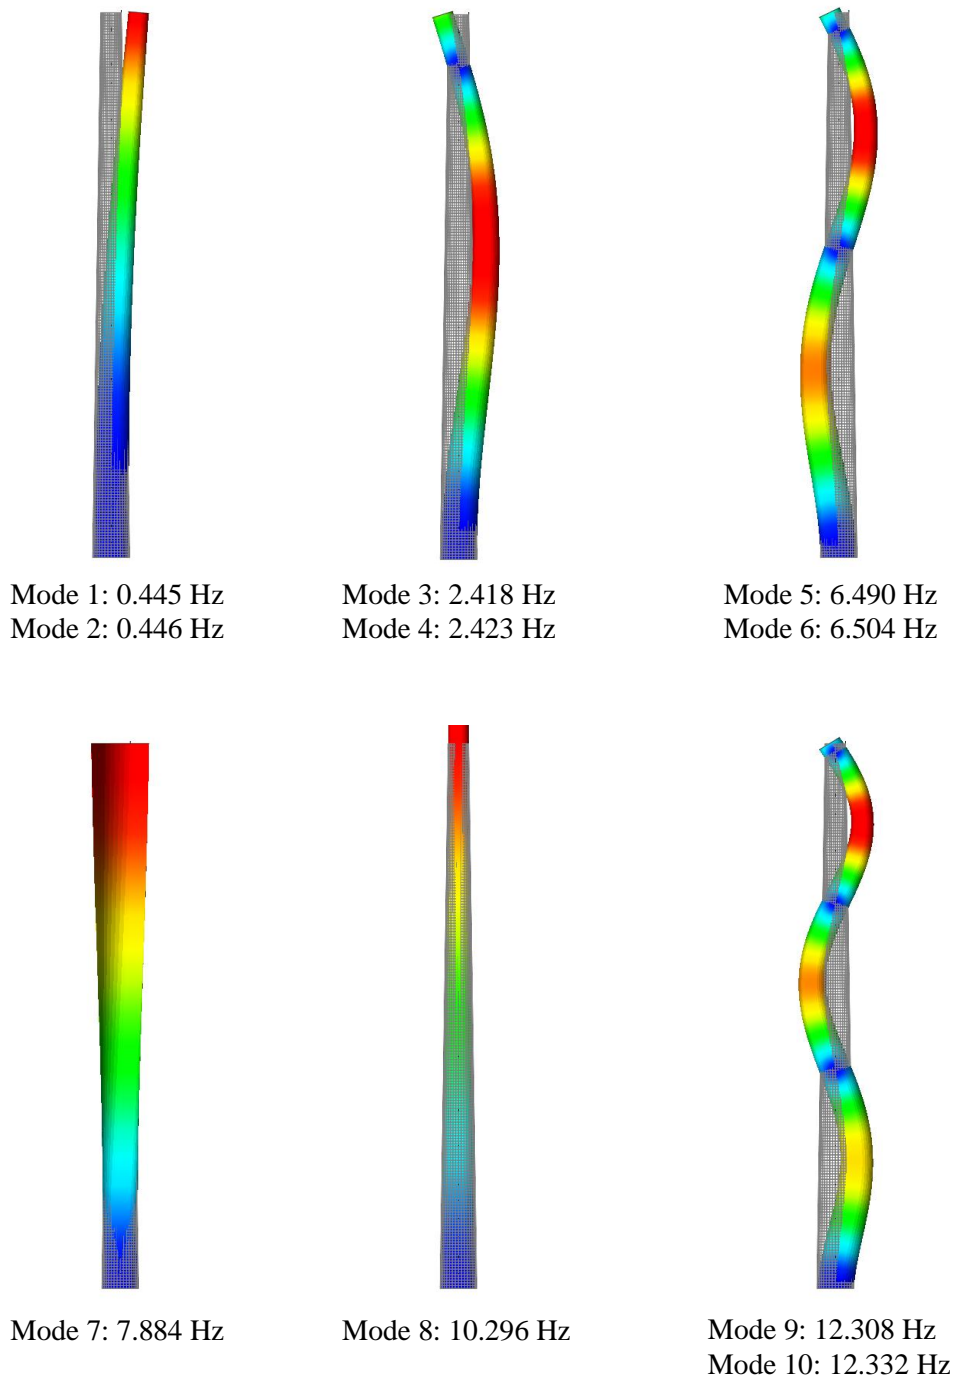 Mode 1: 0.445 Hz
Mode 2: 0.446 Hz
Mode 3: 2.418 Hz
Mode 4: 2.423 Hz
Mode 5: 6.490 Hz
Mode 6: 6.504 Hz
Mode 7: 7.884 Hz
Mode 8: 10.296 Hz
Mode 9: 12.308 Hz
Mode 10: 12.332 Hz